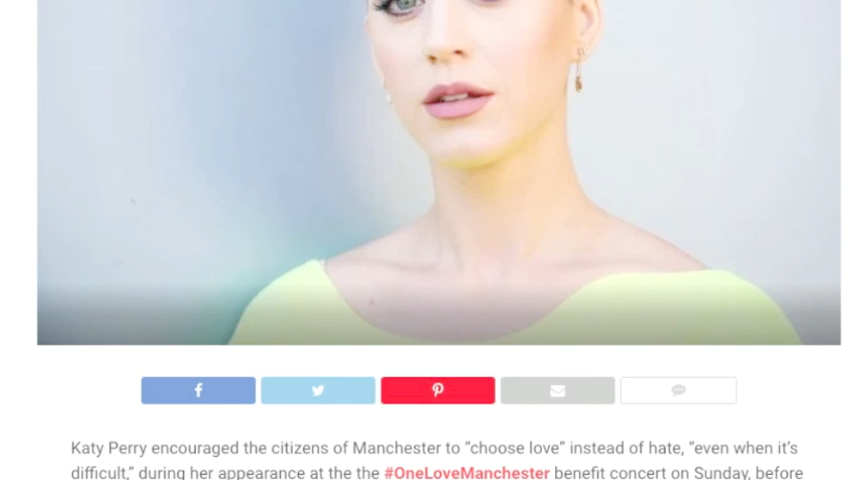 Katy Perry encouraged the citizens of Manchester to “choose love” instead of hate, “even when it’s
difficult,” during her appearance at the the #OneLoveManchester benefit concert on Sunday, before